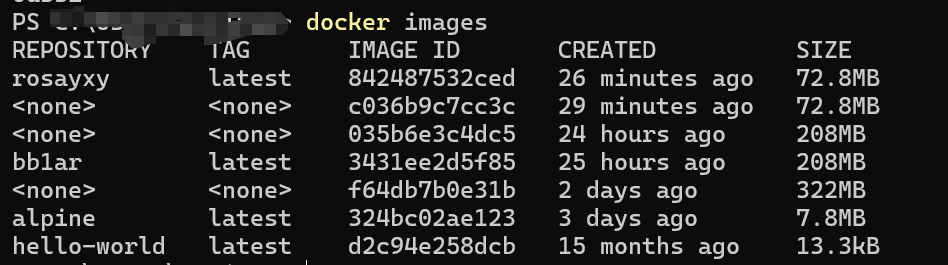 PS C:\ docker images
REPOSITORY TAG IMAGE ID CREATED SIZE
rosayxy latest 842487532ced 26 minutes ago 72.8MB
<none> <none> c036b9c7cc3c 29 minutes ago 72.8MB
<none> <none> 035b6e3c4dc5 24 hours ago 208MB
bb1ar latest 3431ee2d5f85 25 hours ago 208MB
<none> <none> f64db7b0e31b 2 days ago 322MB
alpine latest 324bc02ae123 3 days ago 7.8MB
hello-world latest d2c94e258dcb 15 months ago 13.3kB